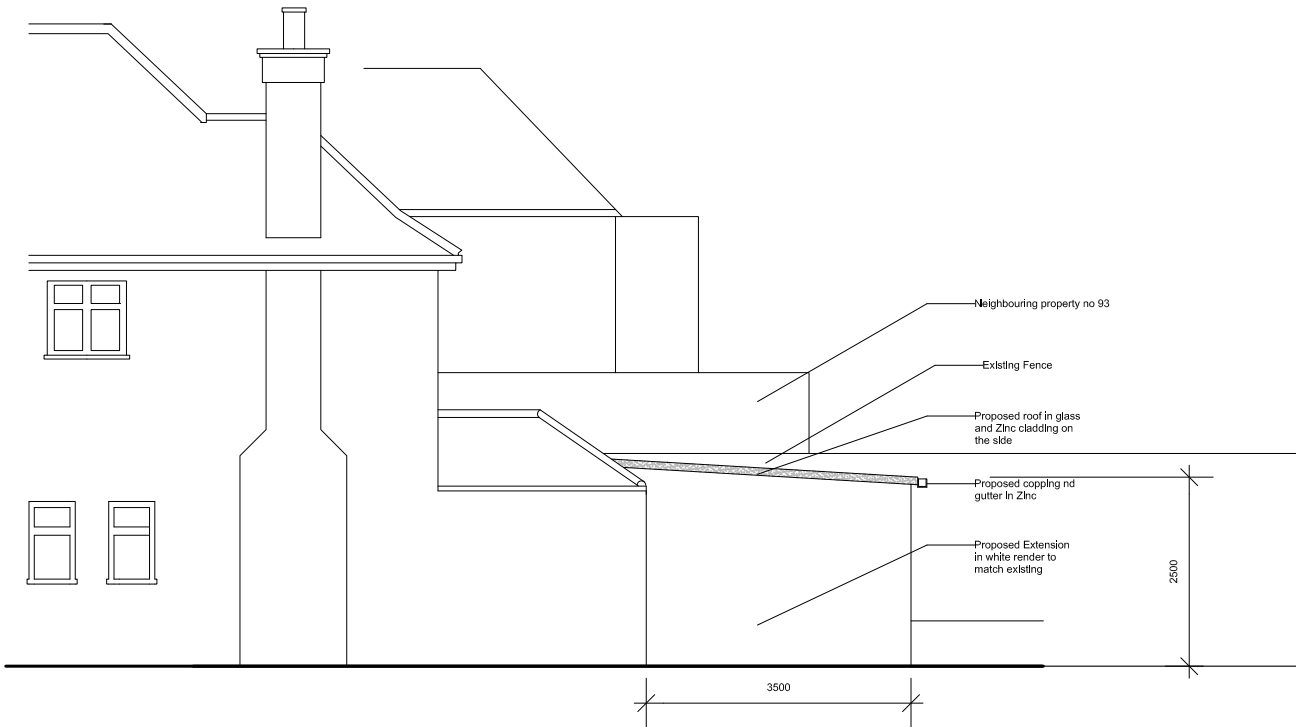 Neighbouring property no 93
Existing Fence
Proposed roof in glass
and Zinc cladding on
the side
Proposed copping nd
gutter in Zinc
Proposed Extension
in white render to
match existing
2500
3500